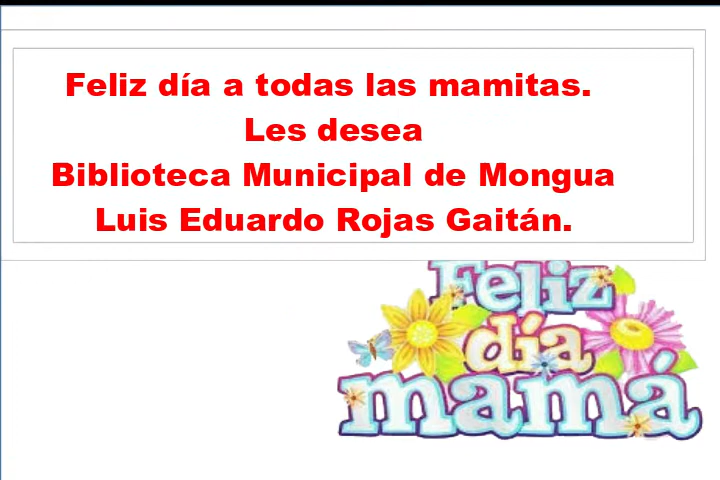 Feliz día a todas las mamitas.
Les desea
Biblioteca Municipal de Mongua
Luis Eduardo Rojas Gaitán.
Feliz
día
mamá